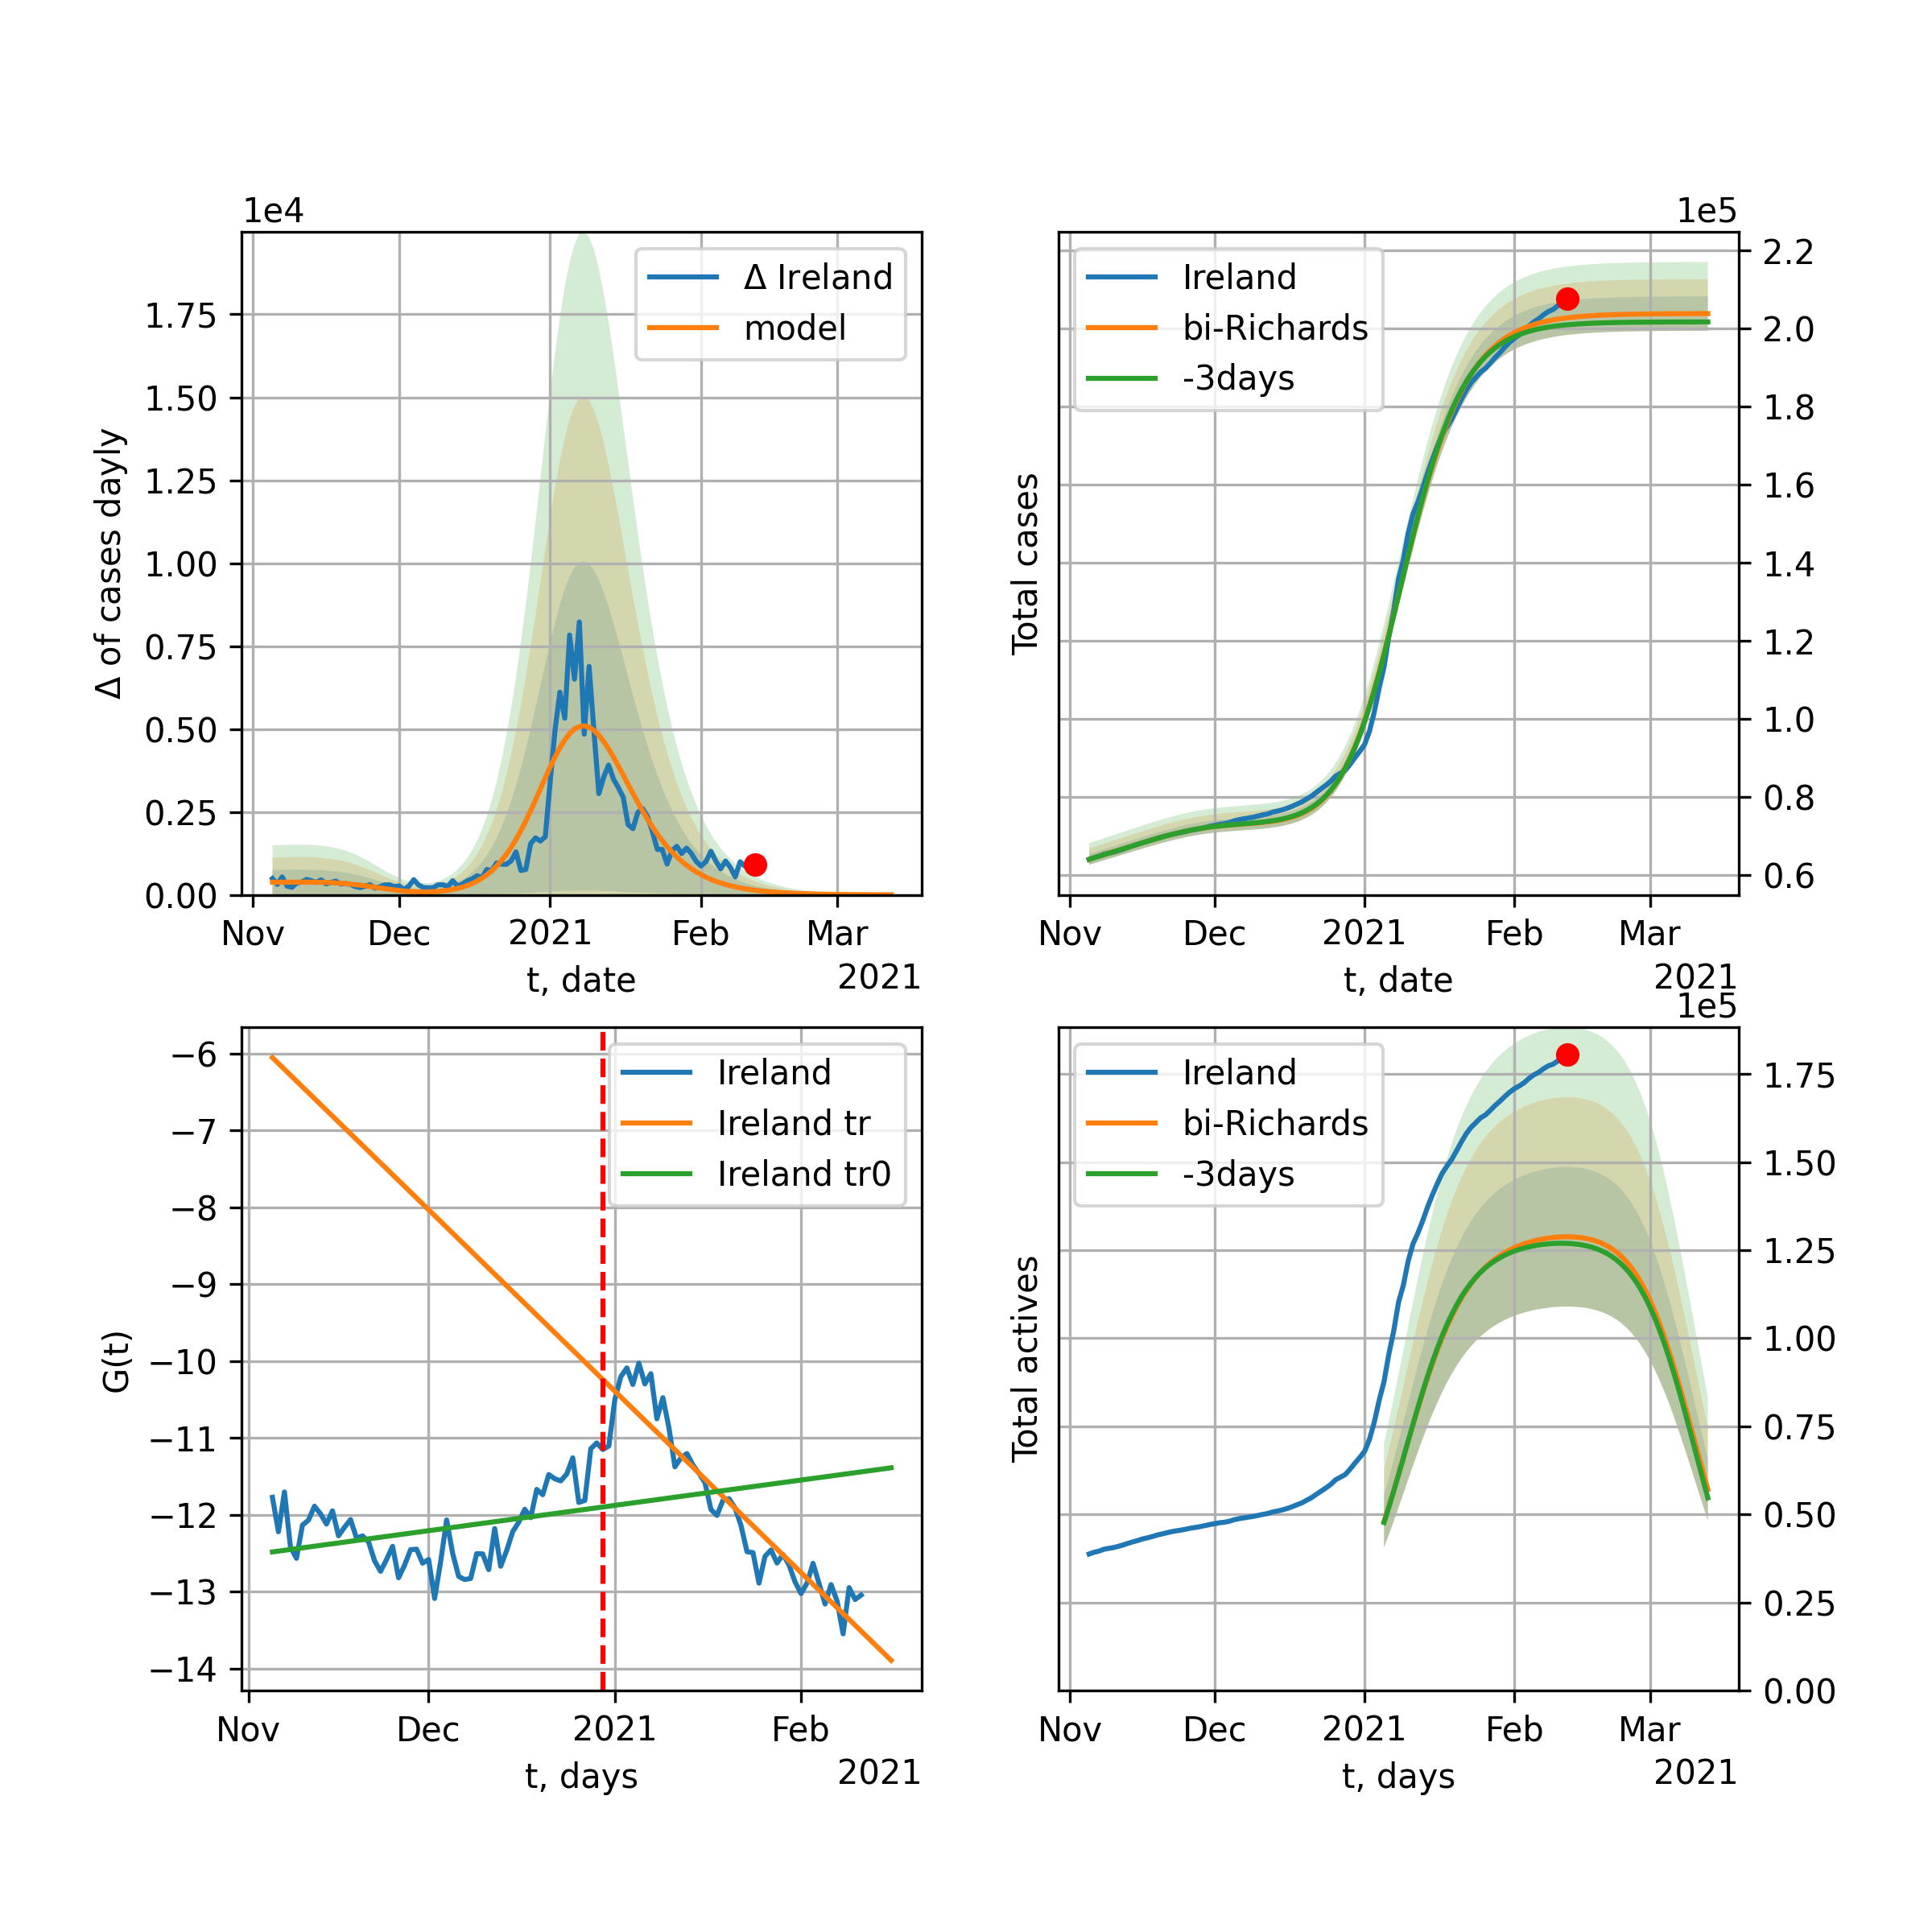 1e4
Δ Ireland
model
1.75
1.50
1.25
1.00
0.75
0.50
0.25
0.00
Δ of cases dayly
Nov Dec 2021 Feb Mar
t, date
2021
1e5
Ireland
bi-Richards
-3days
2.2
2.0
1.8
1.6
1.4
1.2
1.0
0.8
0.6
Total cases
Nov Dec 2021 Feb Mar
t, date
2021
Ireland
Ireland tr
Ireland tr0
−6
−7
−8
−9
−10
−11
−12
−13
−14
G(t)
Nov Dec 2021 Feb
t, days
2021
1e5
Ireland
bi-Richards
-3days
1.75
1.50
1.25
1.00
0.75
0.50
0.25
0.00
Total actives
Nov Dec 2021 Feb Mar
t, days
2021